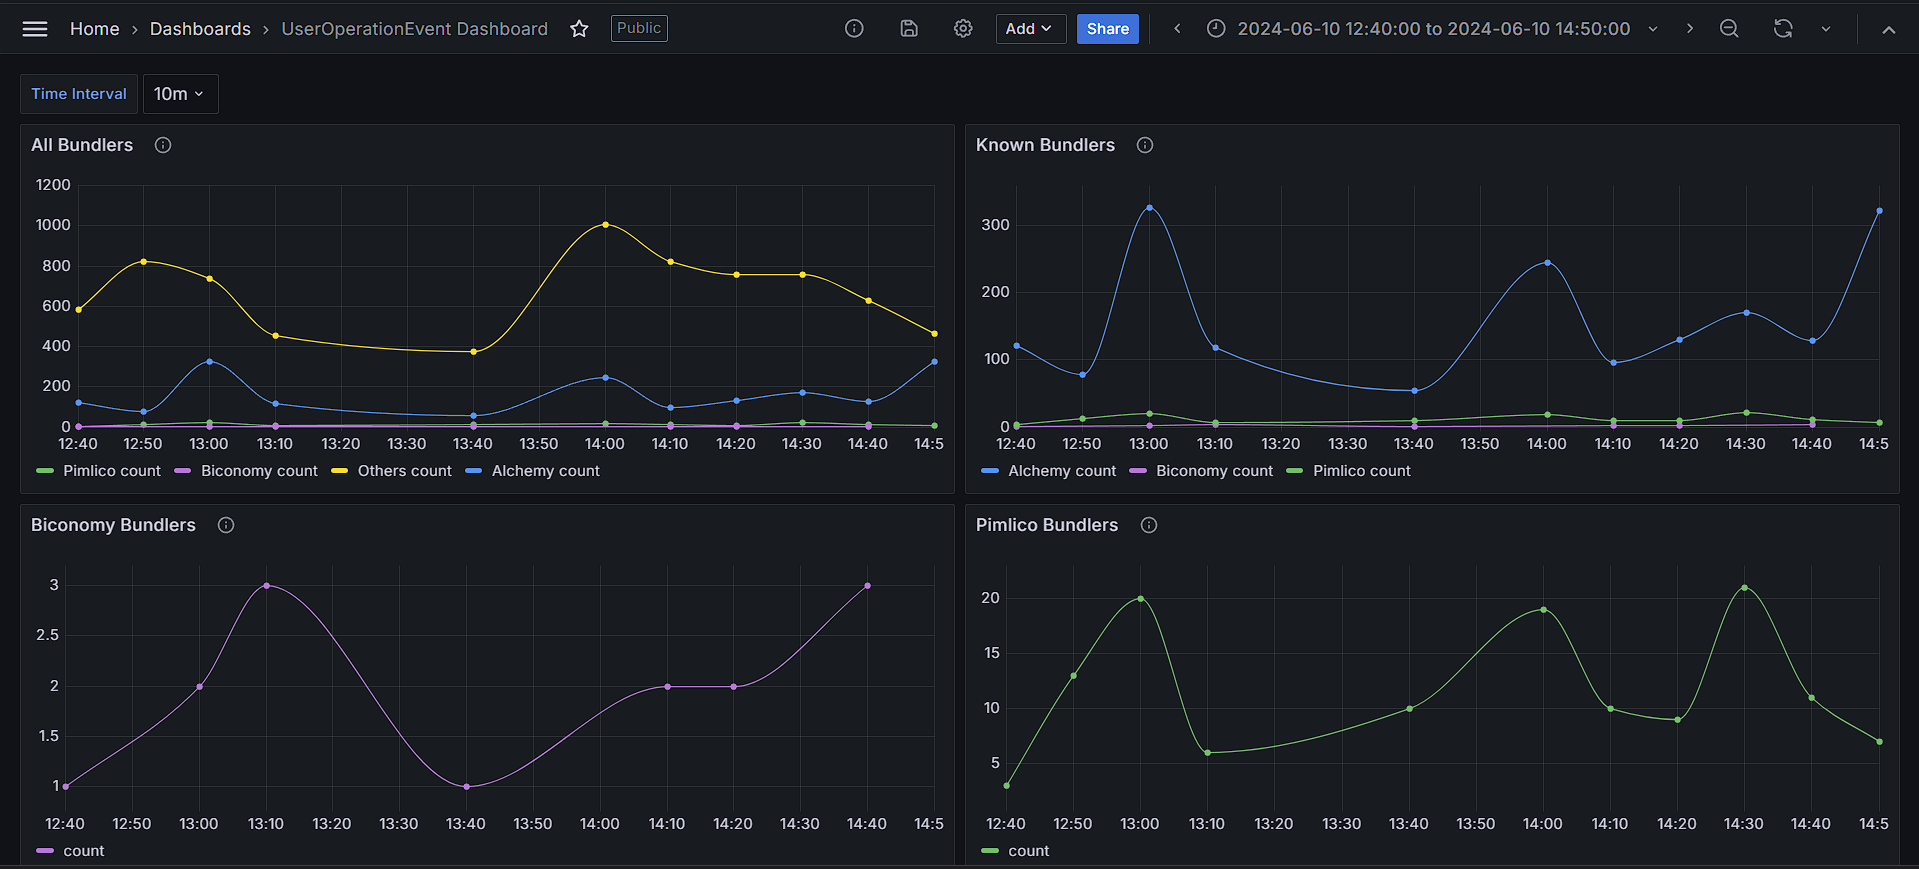 Home › Dashboards › UserOperationEvent Dashboard Public Add Share 2024-06-10 12:40:00 to 2024-06-10 14:50:00
Time Interval 10m
All Bundlers
1200
1000
800
600
400
200
0
12:40 12:50 13:00 13:10 13:20 13:30 13:40 13:50 14:00 14:10 14:20 14:30 14:40 14:5
Pimlico count Biconomy count Others count Alchemy count
Known Bundlers
300
200
100
0
12:40 12:50 13:00 13:10 13:20 13:30 13:40 13:50 14:00 14:10 14:20 14:30 14:40 14:5
Alchemy count Biconomy count Pimlico count
Biconomy Bundlers
3
2.5
2
1.5
1
12:40 12:50 13:00 13:10 13:20 13:30 13:40 13:50 14:00 14:10 14:20 14:30 14:40 14:5
count
Pimlico Bundlers
20
15
10
5
12:40 12:50 13:00 13:10 13:20 13:30 13:40 13:50 14:00 14:10 14:20 14:30 14:40 14:5
count